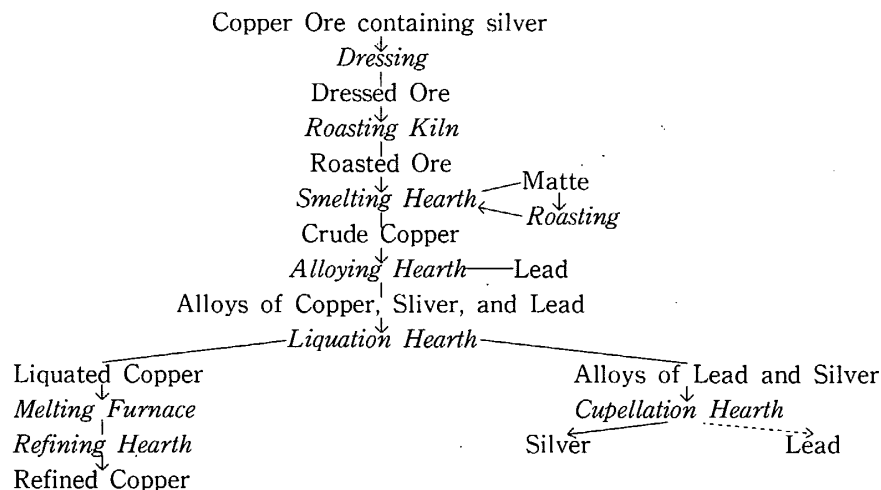 Copper Ore containing silver
Dressing
Dressed Ore
Roasting Kiln
Roasted Ore
Smelting Hearth
Matte
Roasting
Crude Copper
Alloying Hearth
Lead
Alloys of Copper, Sliver, and Lead
Liquation Hearth
Liquated Copper
Melting Furnace
Refining Hearth
Refined Copper
Alloys of Lead and Silver
Cupellation Hearth
Silver
Lead